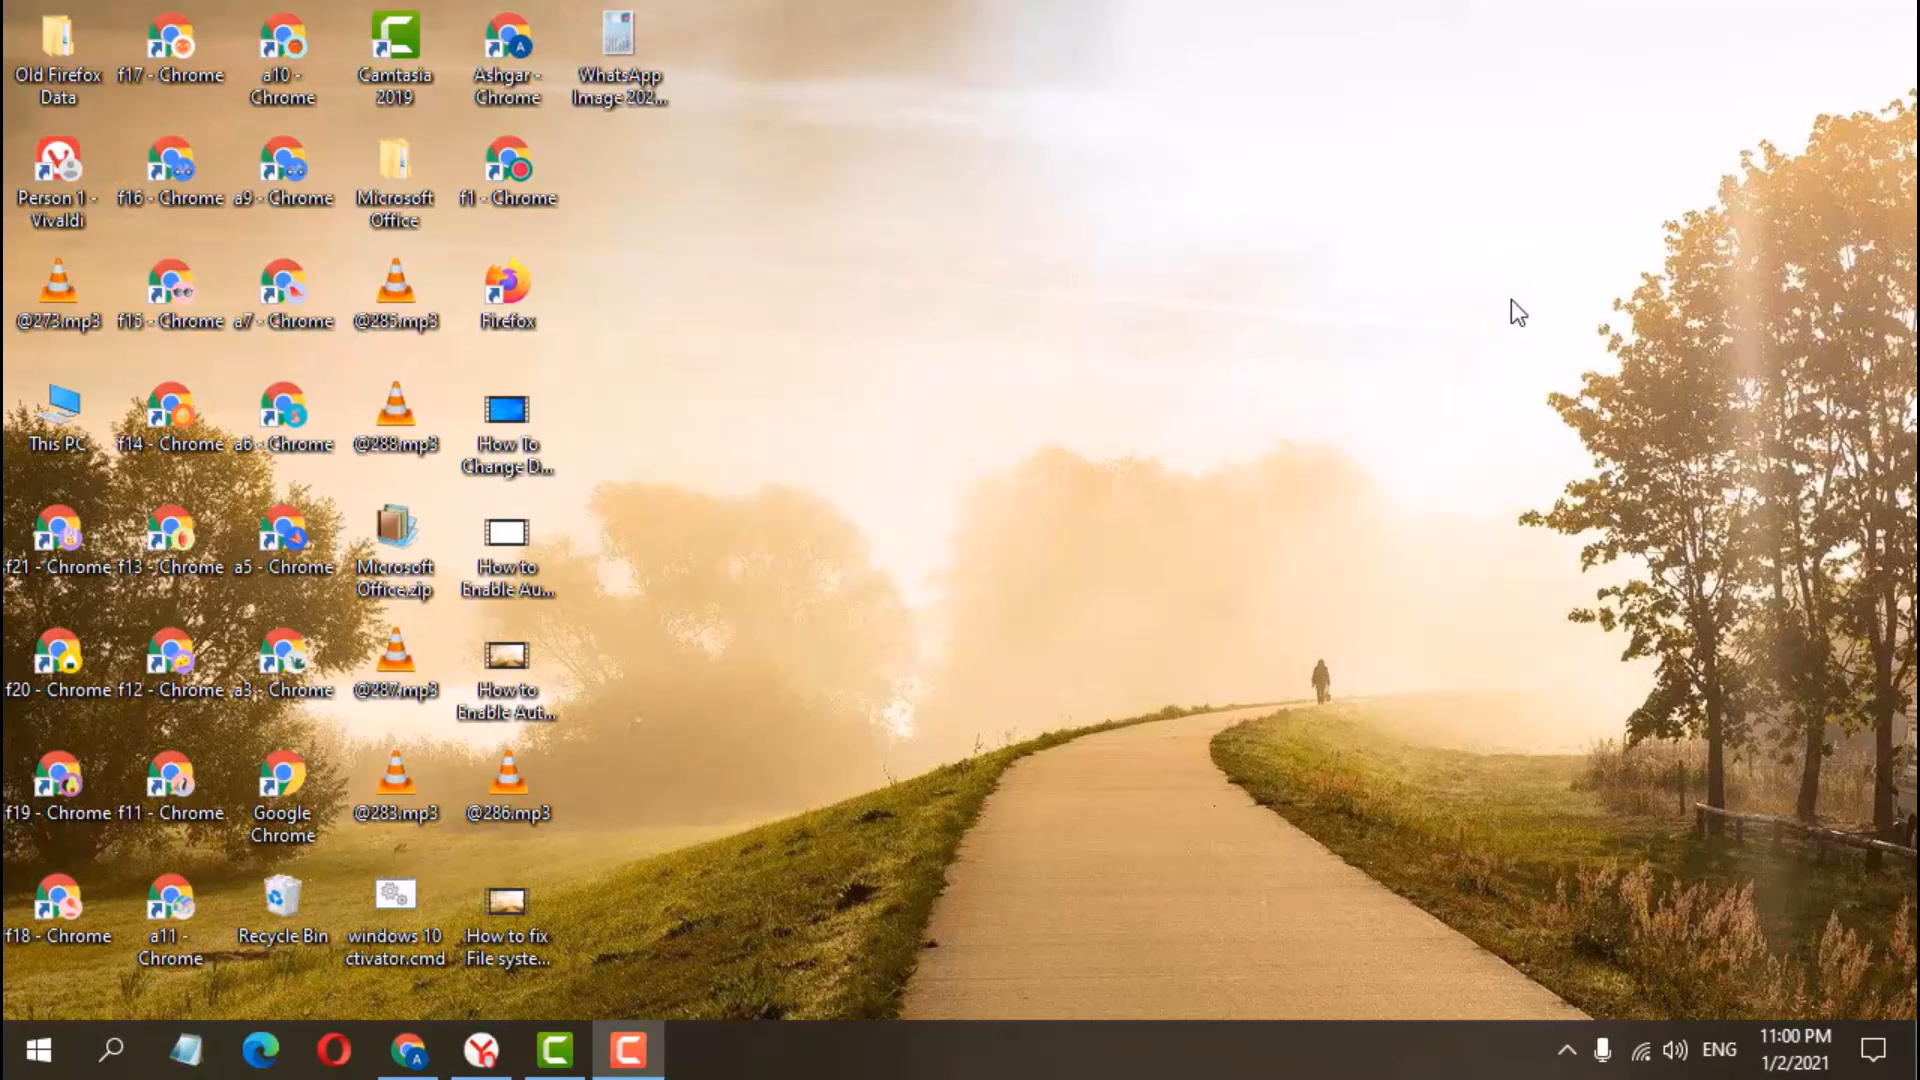 Old Firefox
Data
f17 - Chrome
a10 -
Chrome
Camtasia
2019
Ashgar -
Chrome
WhatsApp
Image 202...
Person 1 -
Vivaldi
f16 - Chrome
a9 - Chrome
Microsoft
Office
f1 - Chrome
@273.mp3
f15 - Chrome
a7 - Chrome
@285.mp3
Firefox
This PC
f14 - Chrome
a6 - Chrome
@288.mp3
How To
Change D...
f21 - Chrome
f13 - Chrome
a5 - Chrome
Microsoft
Office.zip
How to
Enable Au...
f20 - Chrome
f12 - Chrome
a3 - Chrome
@287.mp3
How to
Enable Aut...
f19 - Chrome
f11 - Chrome
Google
Chrome
@283.mp3
@286.mp3
f18 - Chrome
a11 -
Chrome
Recycle Bin
windows 10
ctivator.cmd
How to fix
File syste...
ENG
11:00 PM
1/2/2021